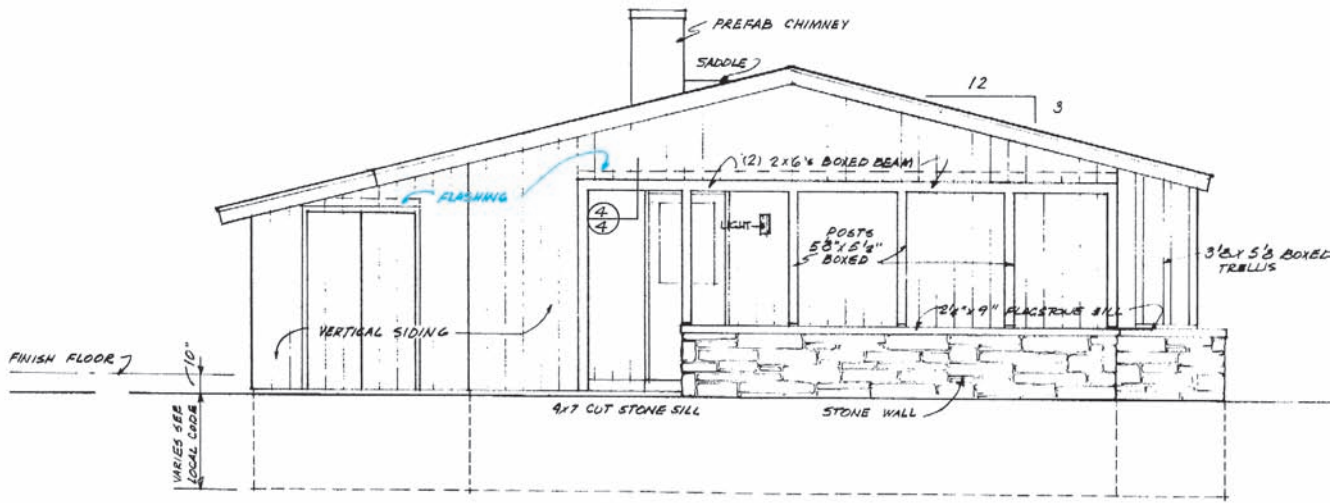 PREFAB CHIMNEY
SADDLE
12
3
(2) 2x6's BOXED BEAM
FLASHING
4
4
LIGHT
POSTS
BOXED
BOXED
TRELLIS
FLAGSTONE SILL
VERTICAL SIDING
FINISH FLOOR
10"
4x7 CUT STONE SILL
STONE WALL
VARIES SEE
LOCAL CODE